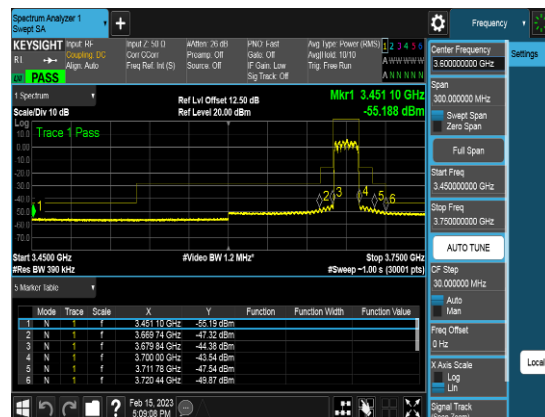 Spectrum Analyzer 1
Swept SA
Frequency
KEYSIGHT
Input: RF
Coupling: DC
Align: Auto
Input Z: 50 Ω
Corr CCorr
Freq Ref: Int (S)
#Atten: 26 dB
Preamp: Off
Source: Off
PNO: Fast
Gate: Off
IF Gain: Low
Sig Track: Off
Avg Type: Power (RMS)
Avg|Hold: 10/10
Trig: Free Run
1 2 3 4 5 6
A W W W W W
A N N N N N
PASS
1 Spectrum
Scale/Div 10 dB
Ref Lvl Offset 12.50 dB
Ref Level 20.00 dBm
Mkr1 3.451 10 GHz
-55.188 dBm
Log
Trace 1 Pass
10.0
0.00
-10.0
-20.0
-30.0
-40.0
-50.0
-60.0
-70.0
1
2
3
4
5
6
Start 3.4500 GHz
#Res BW 390 kHz
#Video BW 1.2 MHz*
Stop 3.7500 GHz
#Sweep ~1.00 s (30001 pts)
5 Marker Table
Mode Trace Scale X Y Function Function Width Function Value
1 N 1 f 3.451 10 GHz -55.19 dBm
2 N 1 f 3.669 74 GHz -47.32 dBm
3 N 1 f 3.679 84 GHz -44.38 dBm
4 N 1 f 3.700 00 GHz -43.54 dBm
5 N 1 f 3.711 78 GHz -47.54 dBm
6 N 1 f 3.720 44 GHz -49.87 dBm
Feb 15, 2023
5:09:08 PM
Center Frequency
3.600000000 GHz
Span
300.000000 MHz
Swept Span
Zero Span
Full Span
Start Freq
3.450000000 GHz
Stop Freq
3.750000000 GHz
AUTO TUNE
CF Step
30.000000 MHz
Auto
Man
Freq Offset
0 Hz
X Axis Scale
Log
Lin
Signal Track
Settings
Local